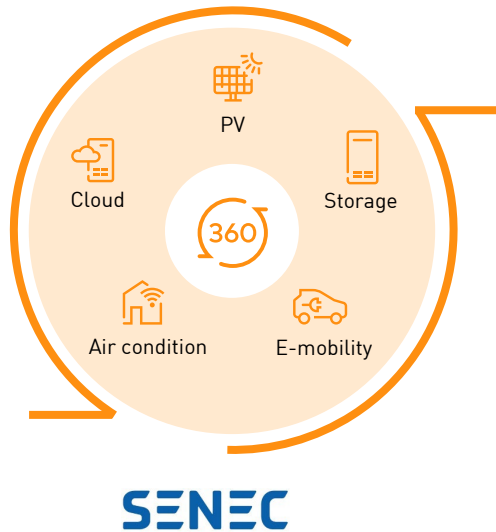 PV
Cloud
Storage
360
Air condition
E-mobility
SENEC